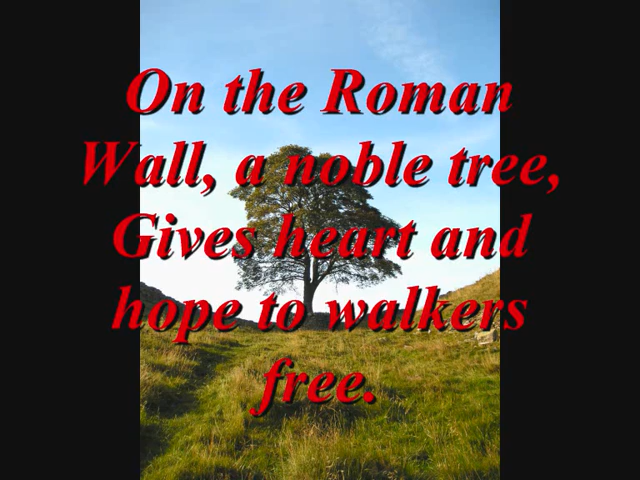 On the Roman
Wall, a noble tree,
Gives heart and
hope to walkers
free.